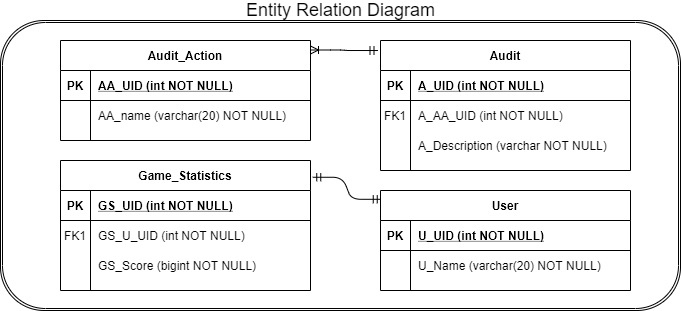 Entity Relation Diagram
Audit_Action
PK AA_UID (int NOT NULL)
AA_name (varchar(20) NOT NULL)
Audit
PK A_UID (int NOT NULL)
FK1 A_AA_UID (int NOT NULL)
A_Description (varchar NOT NULL)
Game_Statistics
PK GS_UID (int NOT NULL)
FK1 GS_U_UID (int NOT NULL)
GS_Score (bigint NOT NULL)
User
PK U_UID (int NOT NULL)
U_Name (varchar(20) NOT NULL)